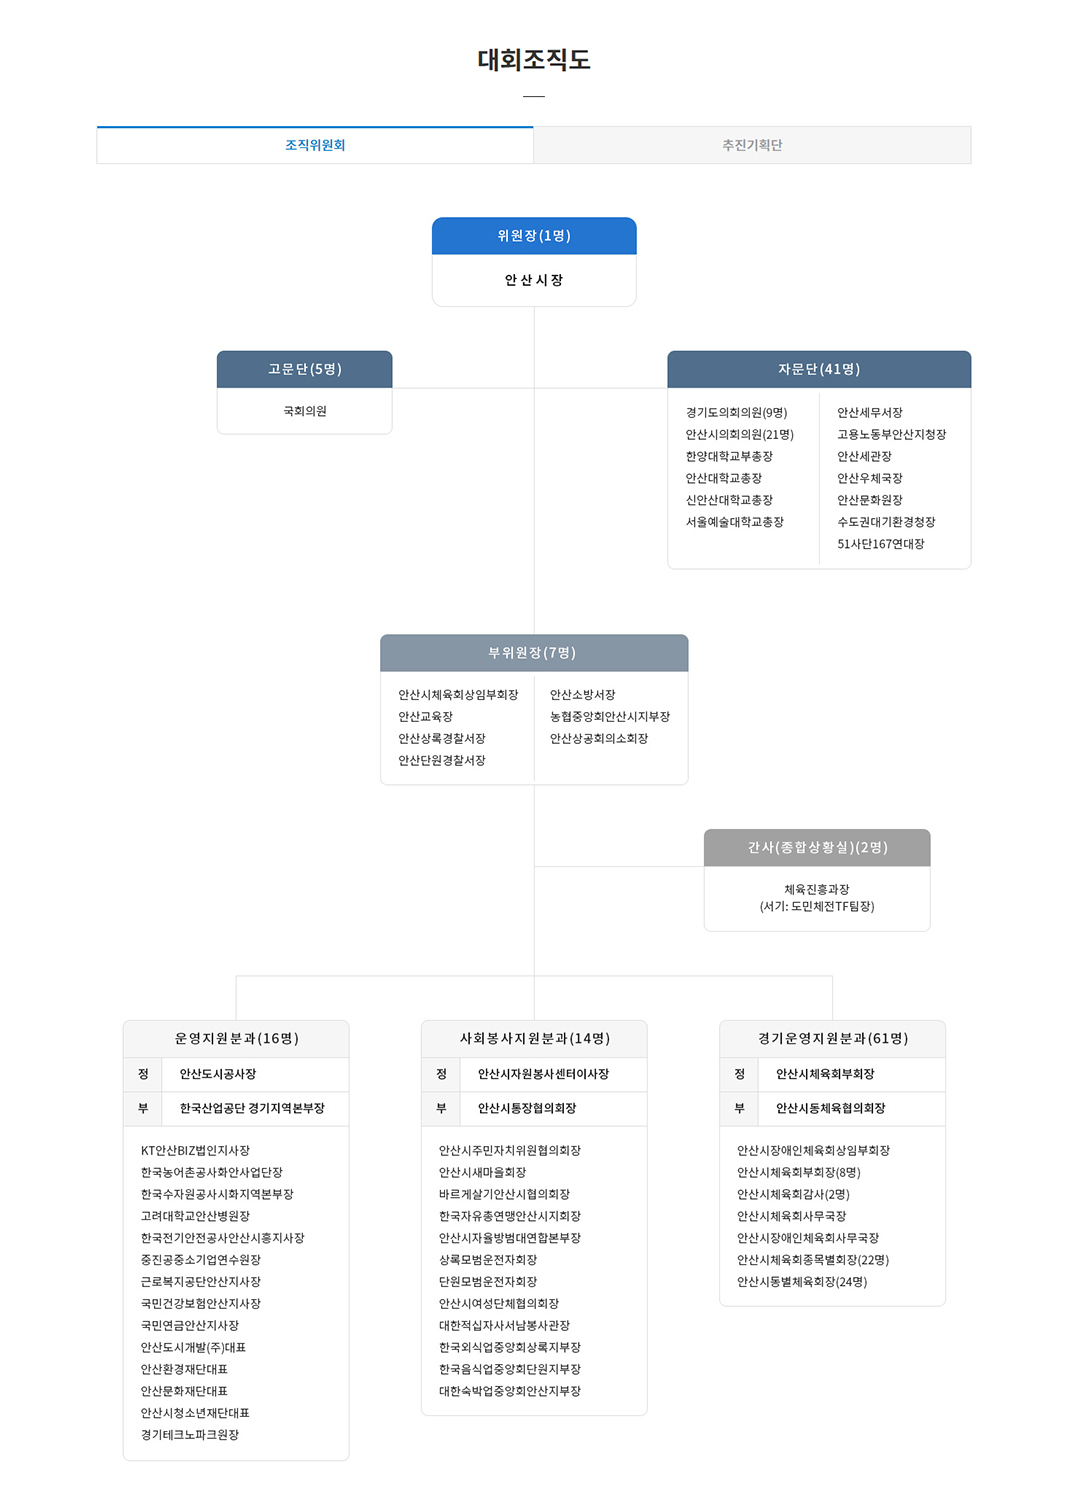 대회조직도
조직위원회
추진기획단
위원장(1명)
안산시장
고문단(5명)
국회의원
자문단(41명)
경기도의회의원(9명)
안산시의회의원(21명)
한양대학교부총장
안산대학교총장
신안산대학교총장
서울예술대학교총장
안산세무서장
고용노동부안산지청장
안산세관장
안산우체국장
안산문화원장
수도권대기환경청장
51사단167연대장
부위원장(7명)
안산시체육회상임부회장
안산교육장
안산상록경찰서장
안산단원경찰서장
안산소방서장
농협중앙회안산시지부장
안산상공회의소회장
간사(종합상황실)(2명)
체육진흥과장
(서기: 도민체전TF팀장)
운영지원분과(16명)
정 안산도시공사장
부 한국산업공단 경기지역본부장
KT안산BIZ법인지사장
한국농어촌공사화안사업단장
한국수자원공사시화지역본부장
고려대학교안산병원장
한국전기안전공사안산시흥지사장
중진공중소기업연수원장
근로복지공단안산지사장
국민건강보험안산지사장
국민연금안산지사장
안산도시개발(주)대표
안산환경재단대표
안산문화재단대표
안산시청소년재단대표
경기테크노파크원장
사회봉사지원분과(14명)
정 안산시자원봉사센터이사장
부 안산시통장협의회장
안산시주민자치위원협의회장
안산시새마을회장
바르게살기안산시협의회장
한국자유총연맹안산시지회장
안산시자율방범대연합본부장
상록모범운전자회장
단원모범운전자회장
안산시여성단체협의회장
대한적십자사서남봉사관장
한국외식업중앙회상록지부장
한국음식업중앙회단원지부장
대한숙박업중앙회안산지부장
경기운영지원분과(61명)
정 안산시체육회부회장
부 안산시동체육협의회장
안산시장애인체육회상임부회장
안산시체육회부회장(8명)
안산시체육회감사(2명)
안산시체육회사무국장
안산시장애인체육회사무국장
안산시체육회종목별회장(22명)
안산시동별체육회장(24명)